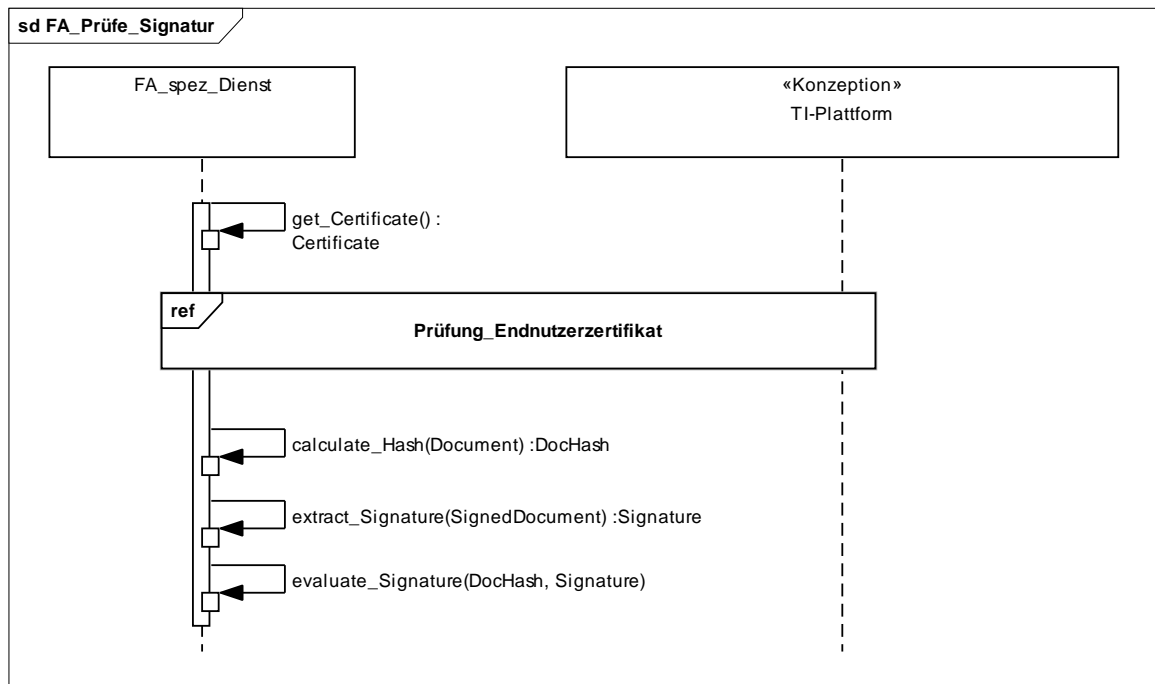 sd FA_Prüfe_Signatur
FA_spez_Dienst
«Konzeption»
TI-Plattform
get_Certificate() :
Certificate
ref
Prüfung_Endnutzerzertifikat
calculate_Hash(Document) :DocHash
extract_Signature(SignedDocument) :Signature
evaluate_Signature(DocHash, Signature)